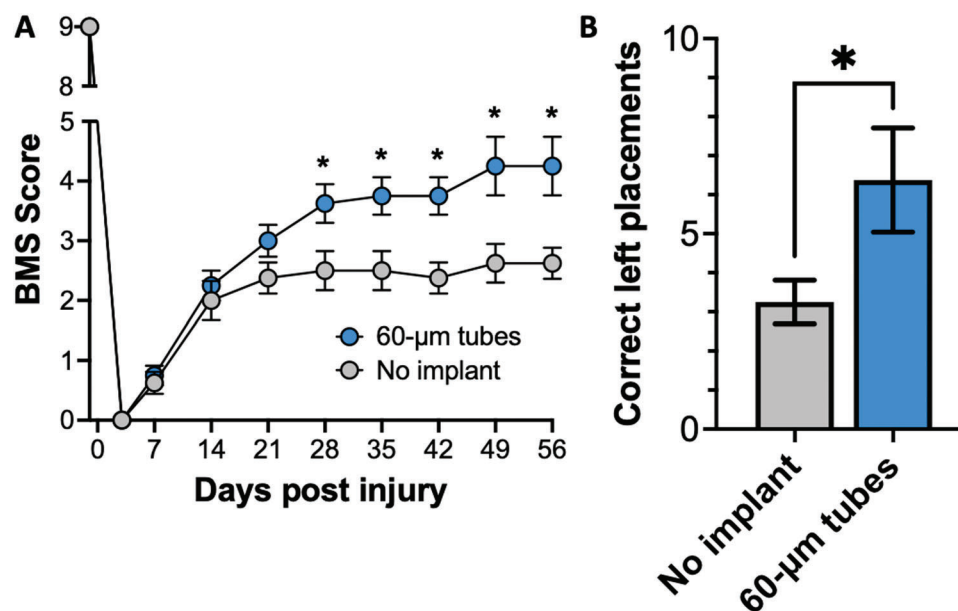 A
BMS Score
9
8
5
4
3
2
1
0
* * * * *
60-μm tubes
No implant
0 7 14 21 28 35 42 49 56
Days post injury
B
Correct left placements
10
5
0
*
No implant
60-μm tubes